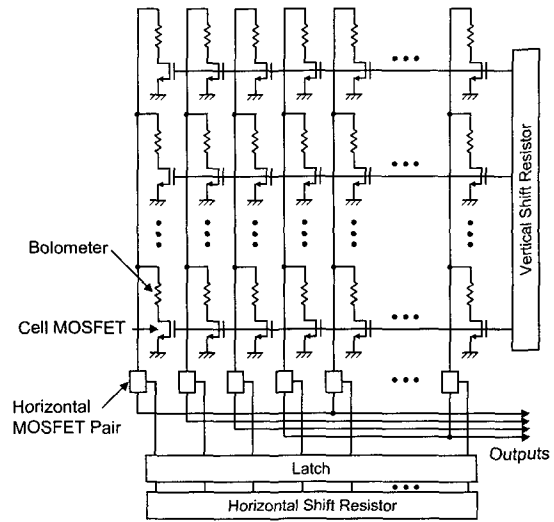 Vertical Shift Resistor
Bolometer
Cell MOSFET
Horizontal
MOSFET Pair
Outputs
Latch
Horizontal Shift Resistor